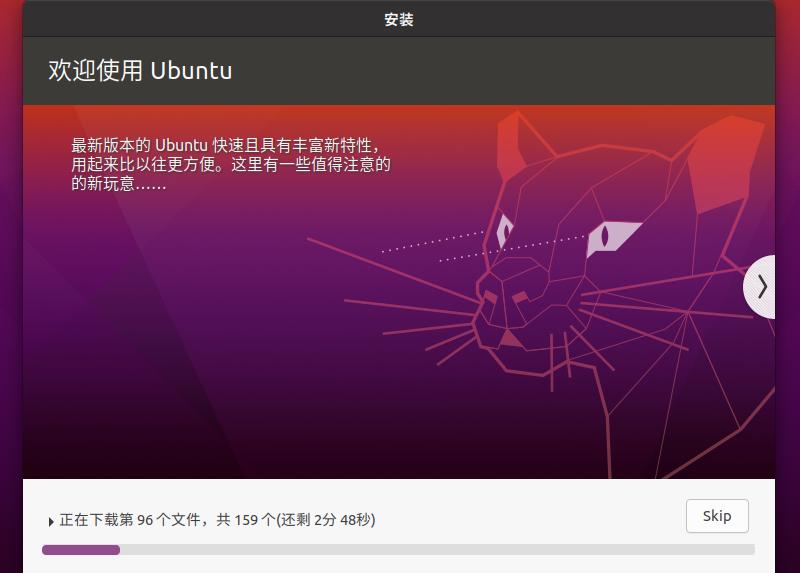 安装
欢迎使用 Ubuntu
最新版本的 Ubuntu 快速且具有丰富新特性，
用起来比以往更方便。这里有一些值得注意的
的新玩意……
正在下载第 96 个文件，共 159 个(还剩 2分 48秒)
Skip